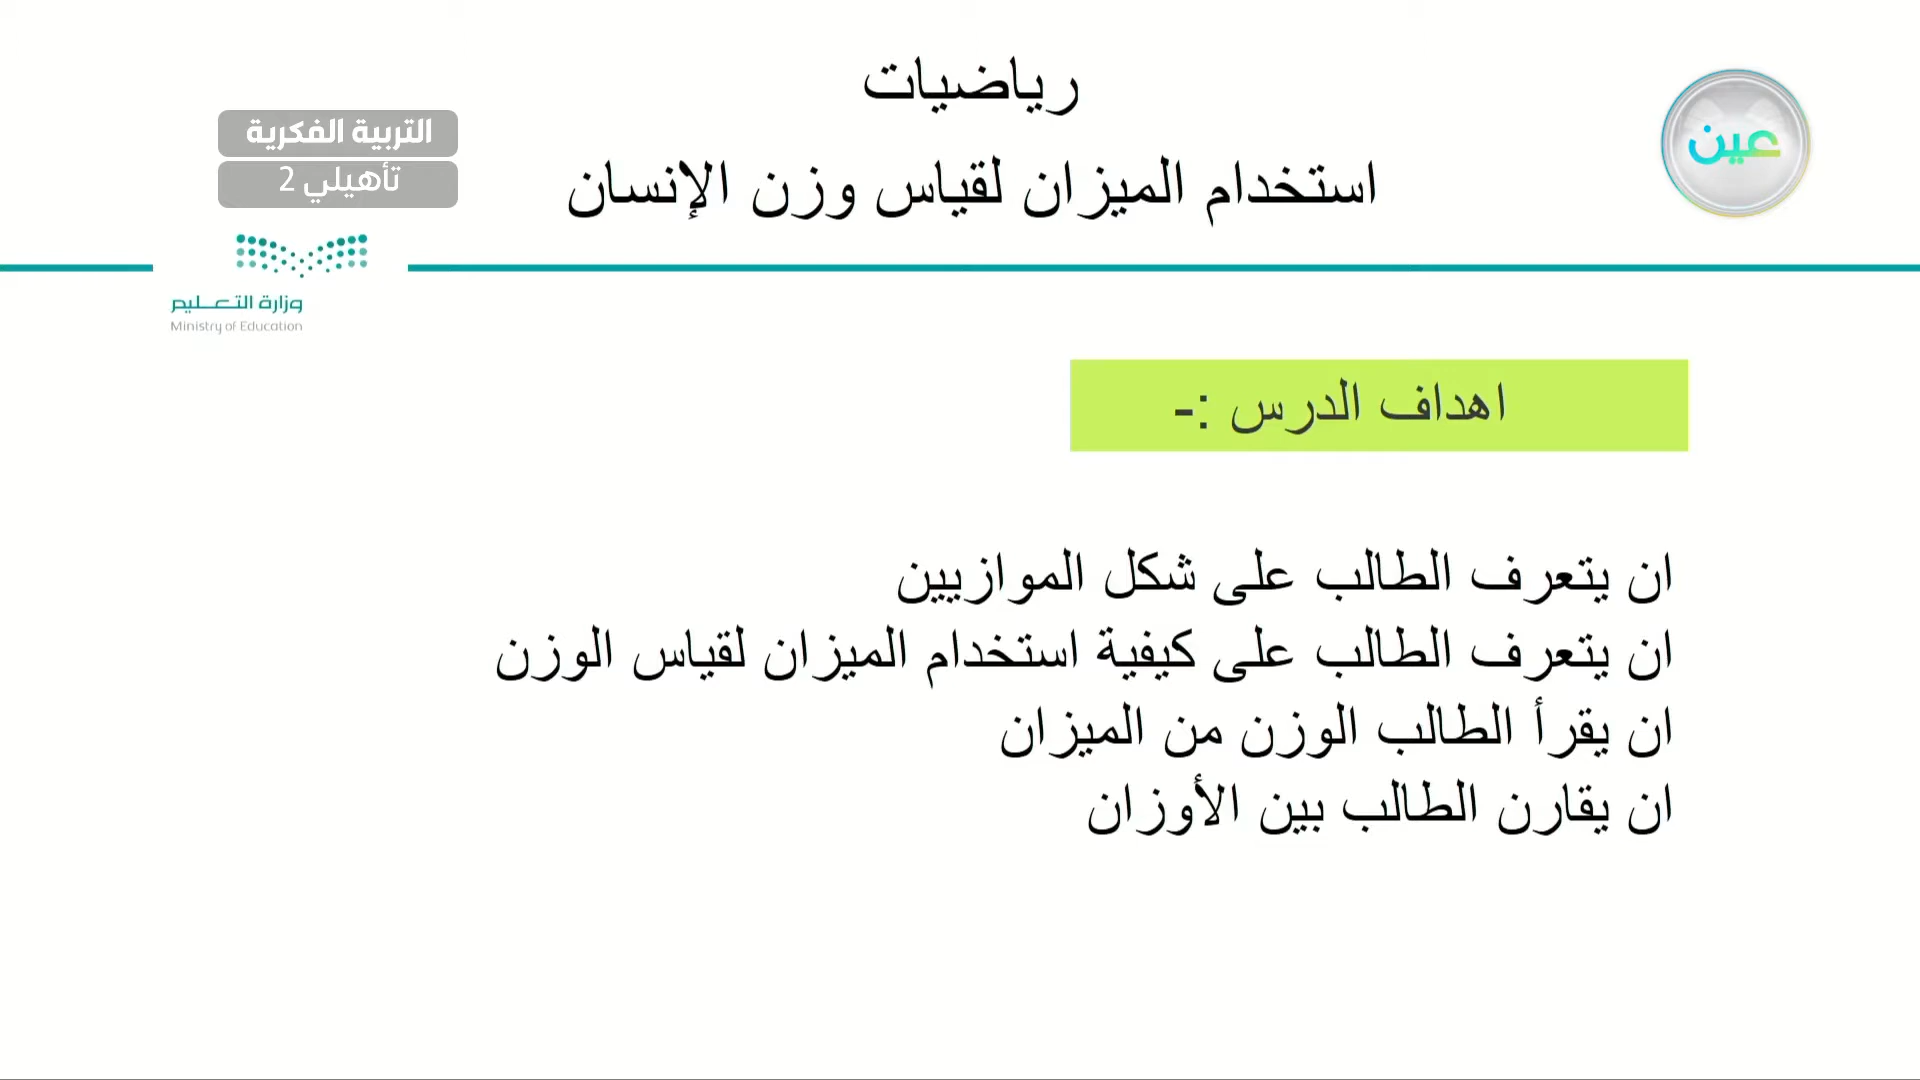 رياضيات
استخدام الميزان لقياس وزن الإنسان
عين
التربية الفكرية
تأهيلي 2
وزارة التعليم
Ministry of Education
اهداف الدرس :-
ان يتعرف الطالب على شكل الموازيين
ان يتعرف الطالب على كيفية استخدام الميزان لقياس الوزن
ان يقرأ الطالب الوزن من الميزان
ان يقارن الطالب بين الأوزان